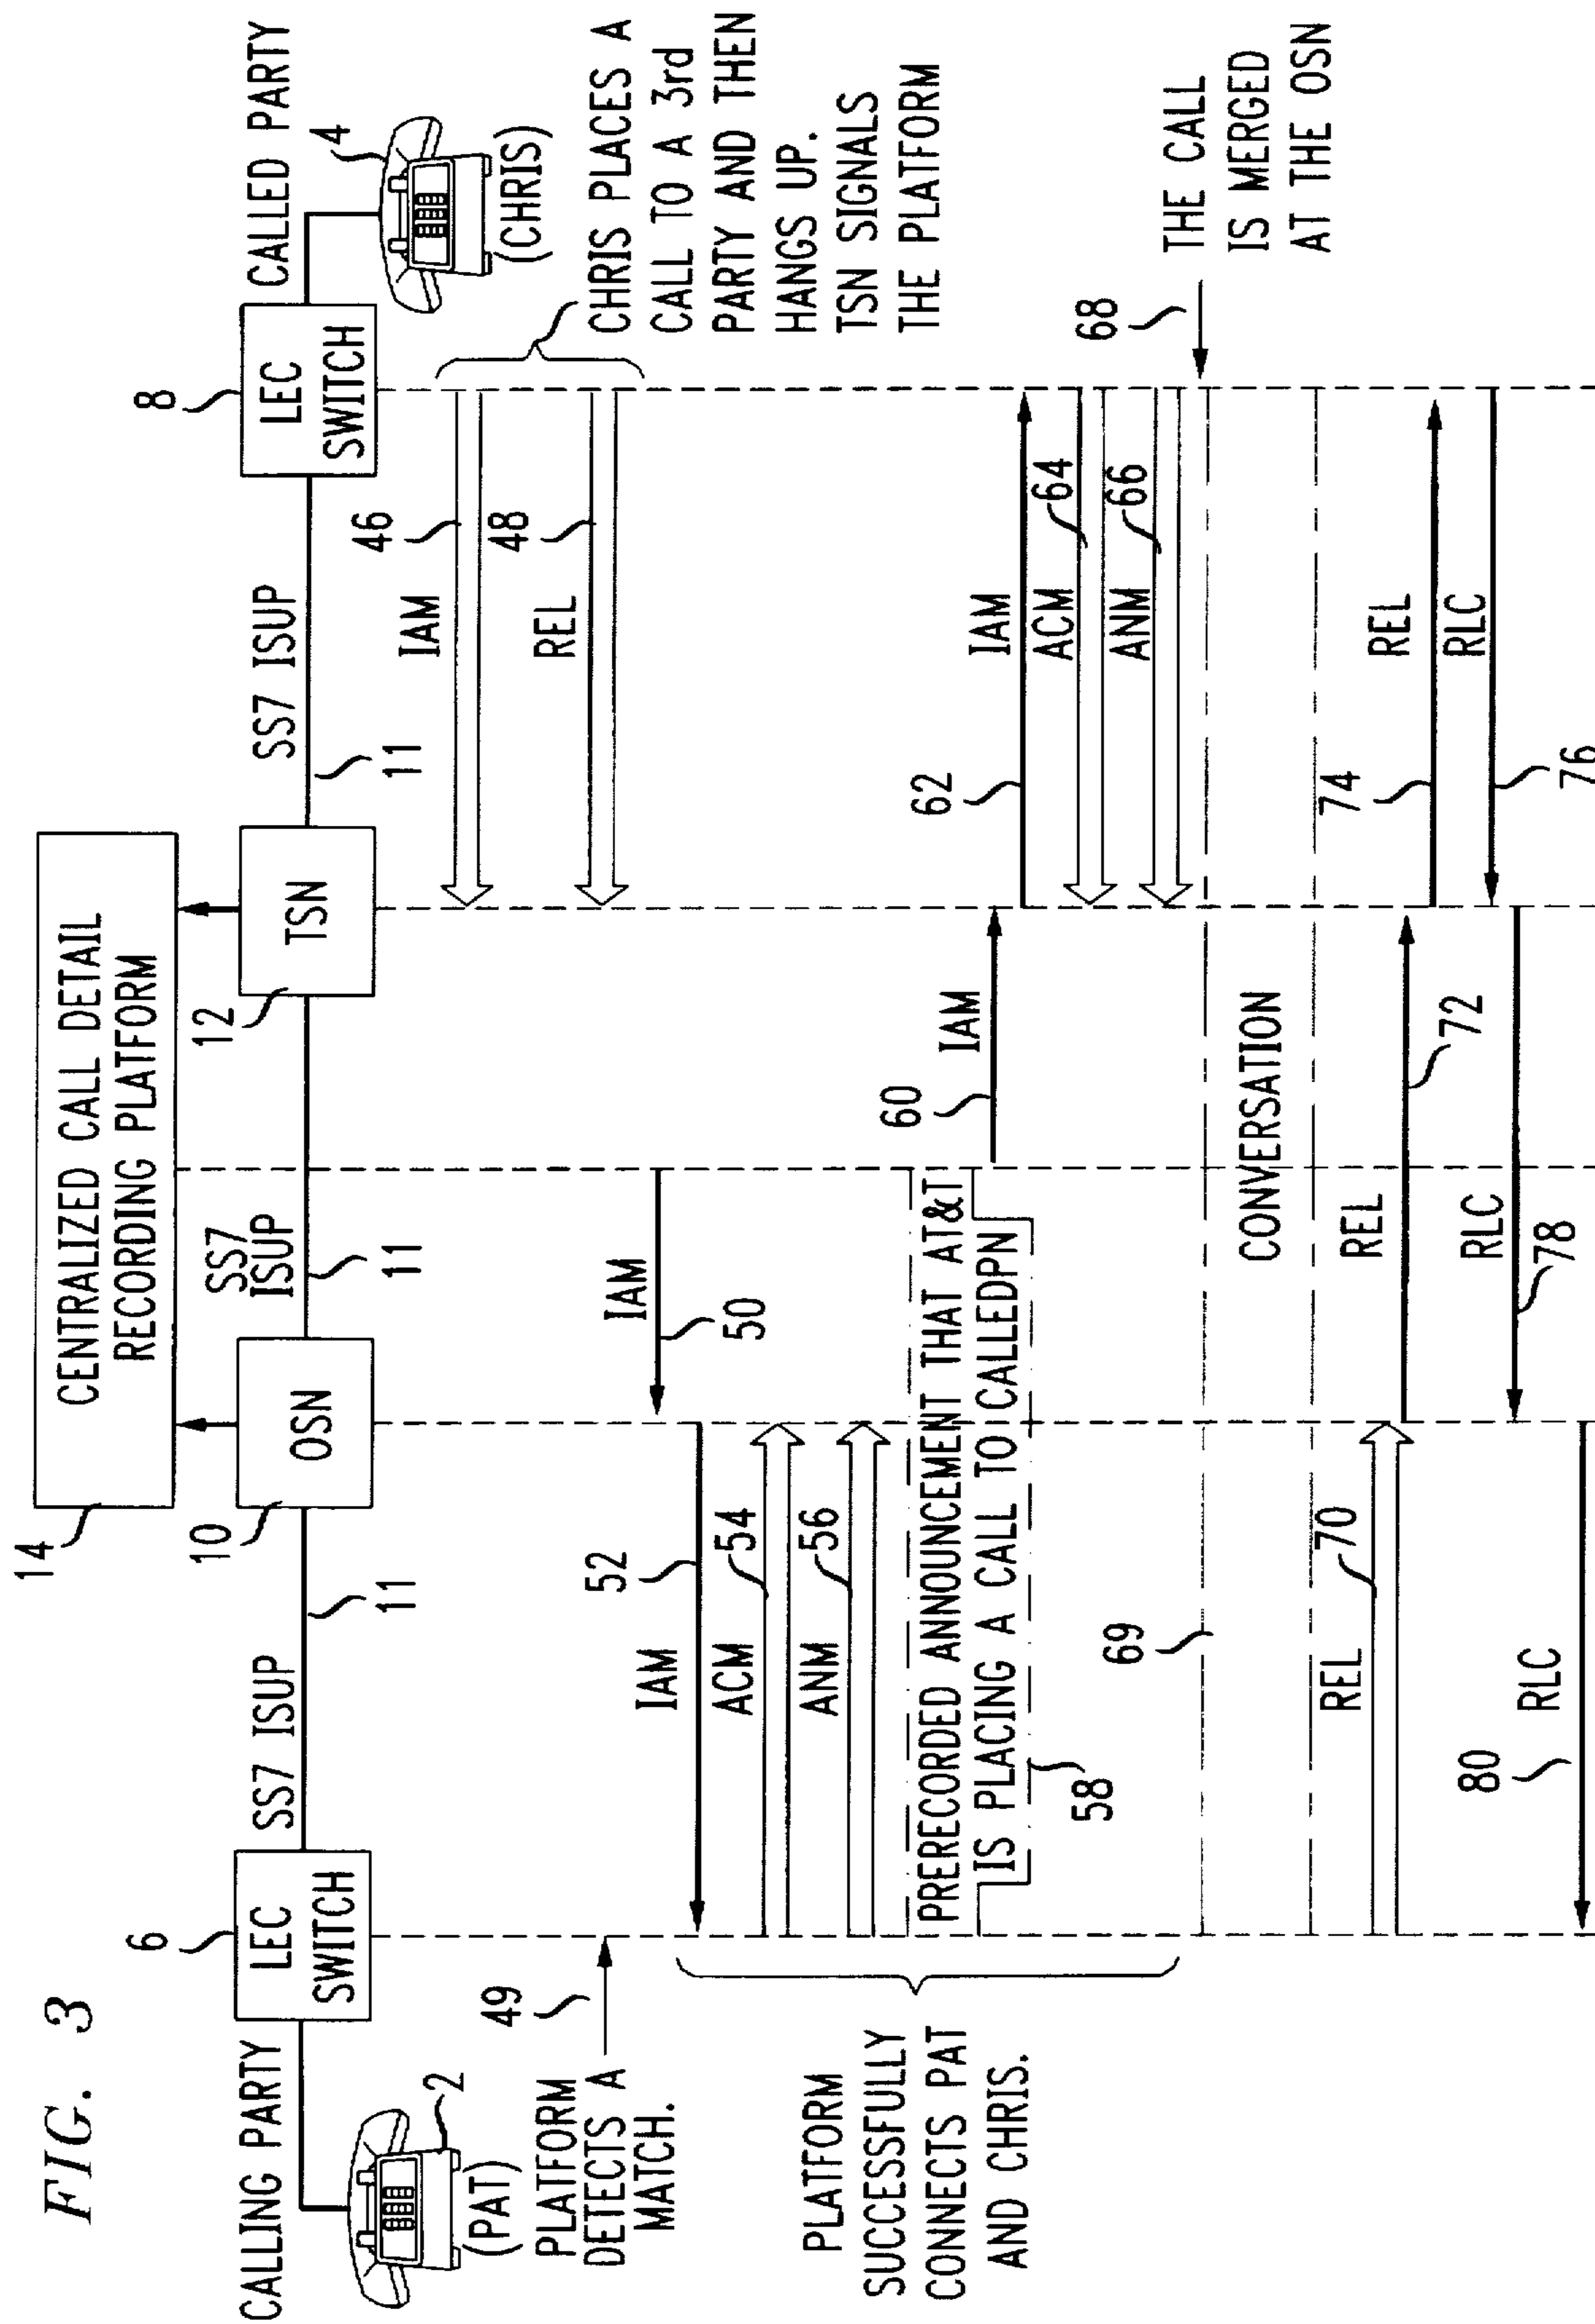 FIG. 3
14
CENTRALIZED CALL DETAIL
RECORDING PLATFORM
CALLING PARTY
2
(PAT)
6
LEC
SWITCH
SS7 ISUP
11
10
OSN
SS7
ISUP
11
12
TSN
SS7 ISUP
11
8
LEC
SWITCH
CALLED PARTY
4
(CHRIS)
IAM
46
REL
48
CHRIS PLACES A
CALL TO A 3rd
PARTY AND THEN
HANGS UP.
TSN SIGNALS
THE PLATFORM
PLATFORM
DETECTS A
MATCH.
49
IAM
50
IAM
52
ACM
54
ANM
56
PLATFORM
SUCCESSFULLY
CONNECTS PAT
AND CHRIS.
PRERECORDED ANNOUNCEMENT THAT AT&T
IS PLACING A CALL TO CALLEDPN
58
60
IAM
62
IAM
ACM
64
ANM
66
68
THE CALL
IS MERGED
AT THE OSN
69
CONVERSATION
REL
70
REL
72
74
REL
RLC
76
RLC
78
80
RLC